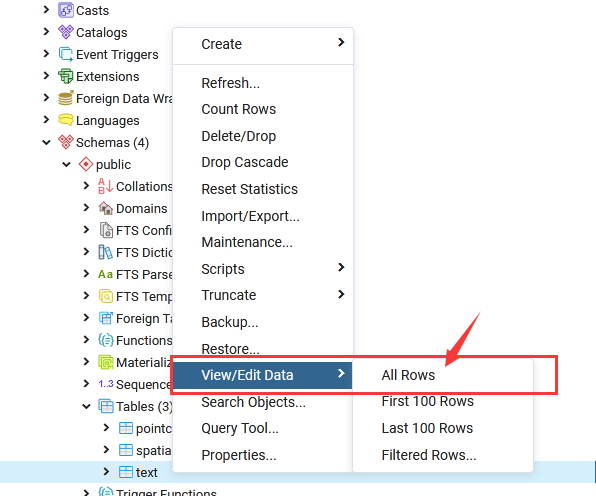 Casts
Catalogs
Event Triggers
Extensions
Foreign Data Wra
Languages
Schemas (4)
public
Collations
Domains
FTS Confi
FTS Dictio
FTS Parse
FTS Temp
Foreign Ta
Functions
Materializ
1..3 Sequence
Tables (3)
pointc
spatia
text
Trigger Functions
Create
Refresh...
Count Rows
Delete/Drop
Drop Cascade
Reset Statistics
Import/Export...
Maintenance...
Scripts
Truncate
Backup...
Restore...
View/Edit Data
Search Objects...
Query Tool...
Properties...
All Rows
First 100 Rows
Last 100 Rows
Filtered Rows...